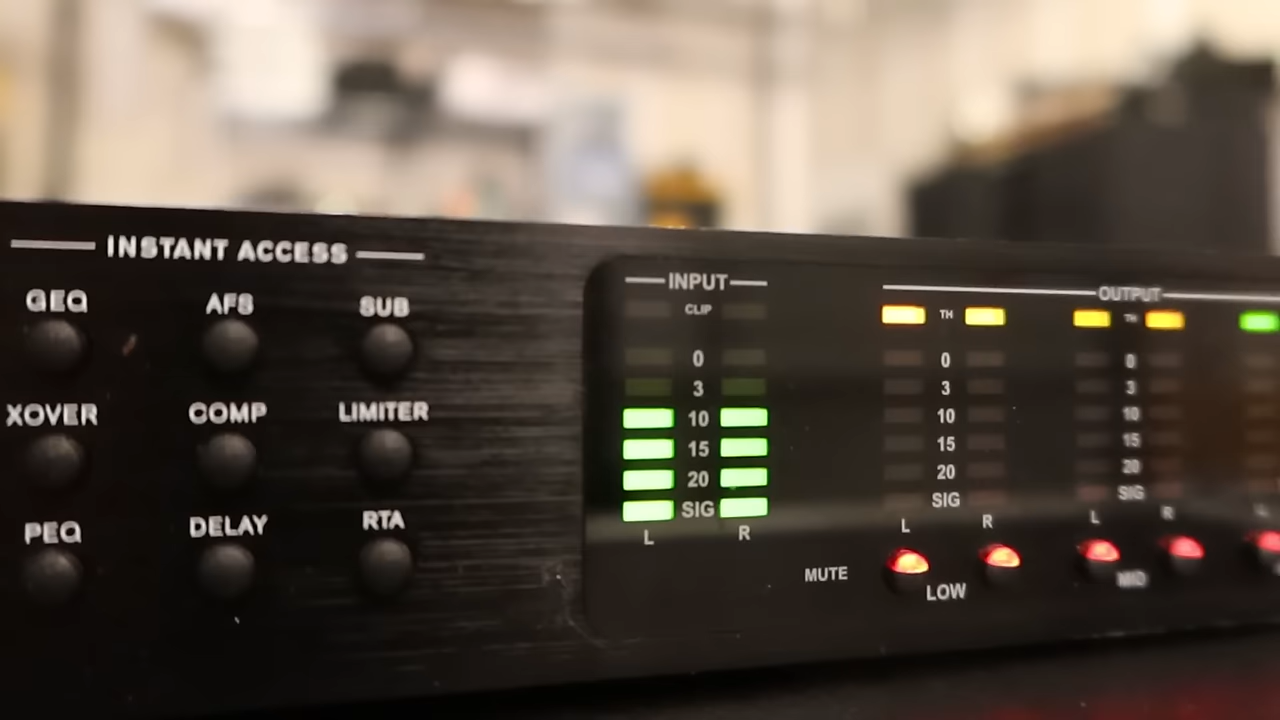 INSTANT ACCESS
GEQ AFS SUB
XOVER COMP LIMITER
PEQ DELAY RTA
INPUT
CLIP
0
3
10
15
20
SIG
L R
OUTPUT
TH TH
0 0
3 3
10 10
15 15
20 20
SIG SIG
L R L R L
MUTE
LOW MID